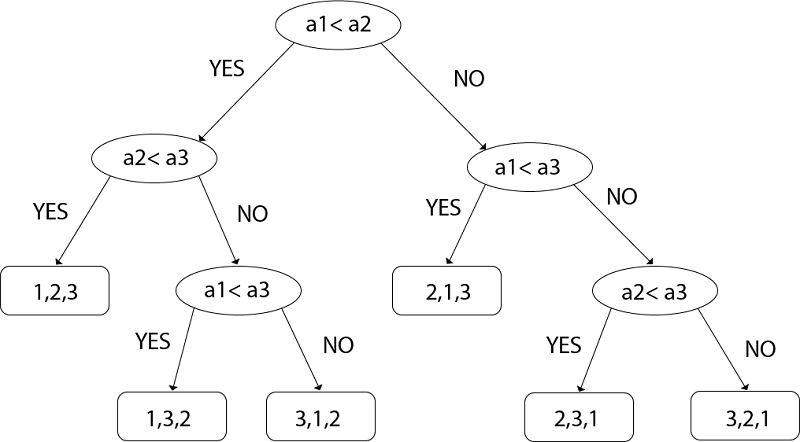 a1< a2
YES
NO
a2< a3
a1< a3
YES
NO
YES
NO
1,2,3
a1< a3
2,1,3
a2< a3
YES
NO
YES
NO
1,3,2
3,1,2
2,3,1
3,2,1